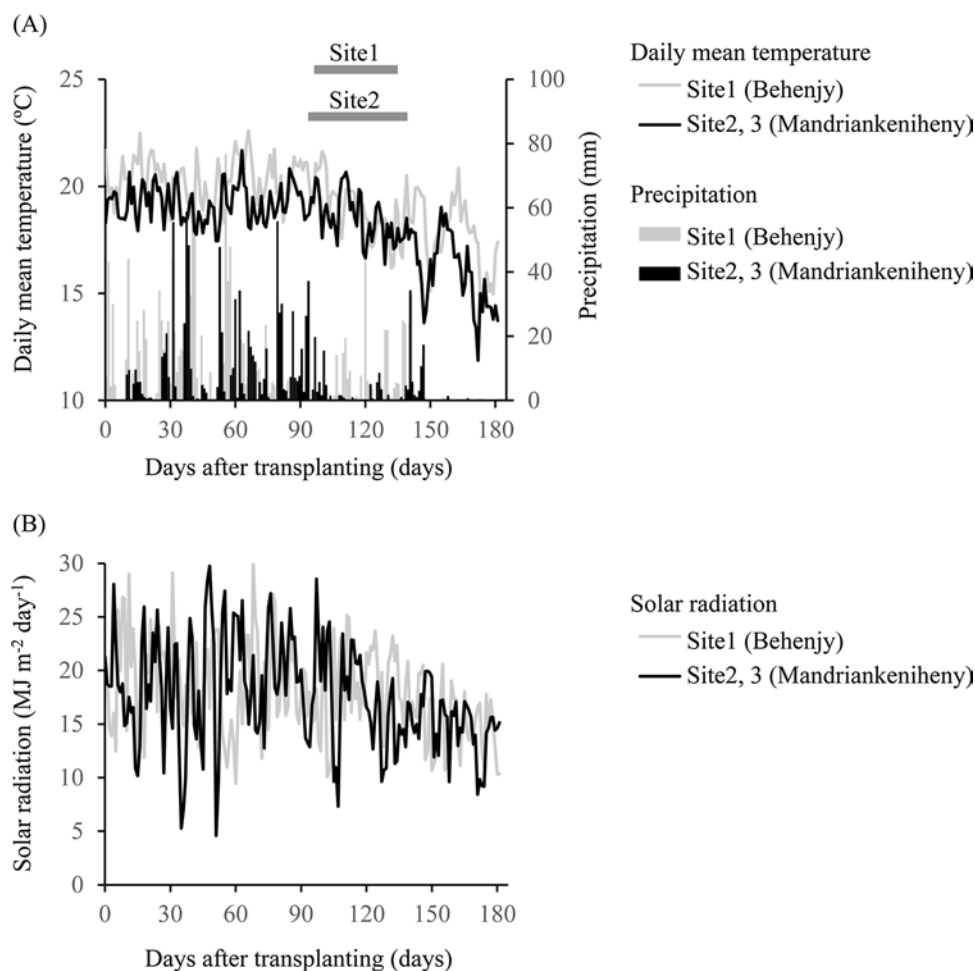 (A)
Site1
Site2
25
20
15
10
Daily mean temperature (ºC)
100
80
60
40
20
0
Precipitation (mm)
0 30 60 90 120 150 180
Days after transplanting (days)
Daily mean temperature
Site1 (Behenjy)
Site2, 3 (Mandriankeniheny)
Precipitation
Site1 (Behenjy)
Site2, 3 (Mandriankeniheny)
(B)
30
25
20
15
10
5
0
Solar radiation (MJ m⁻² day⁻¹)
0 30 60 90 120 150 180
Days after transplanting (days)
Solar radiation
Site1 (Behenjy)
Site2, 3 (Mandriankeniheny)